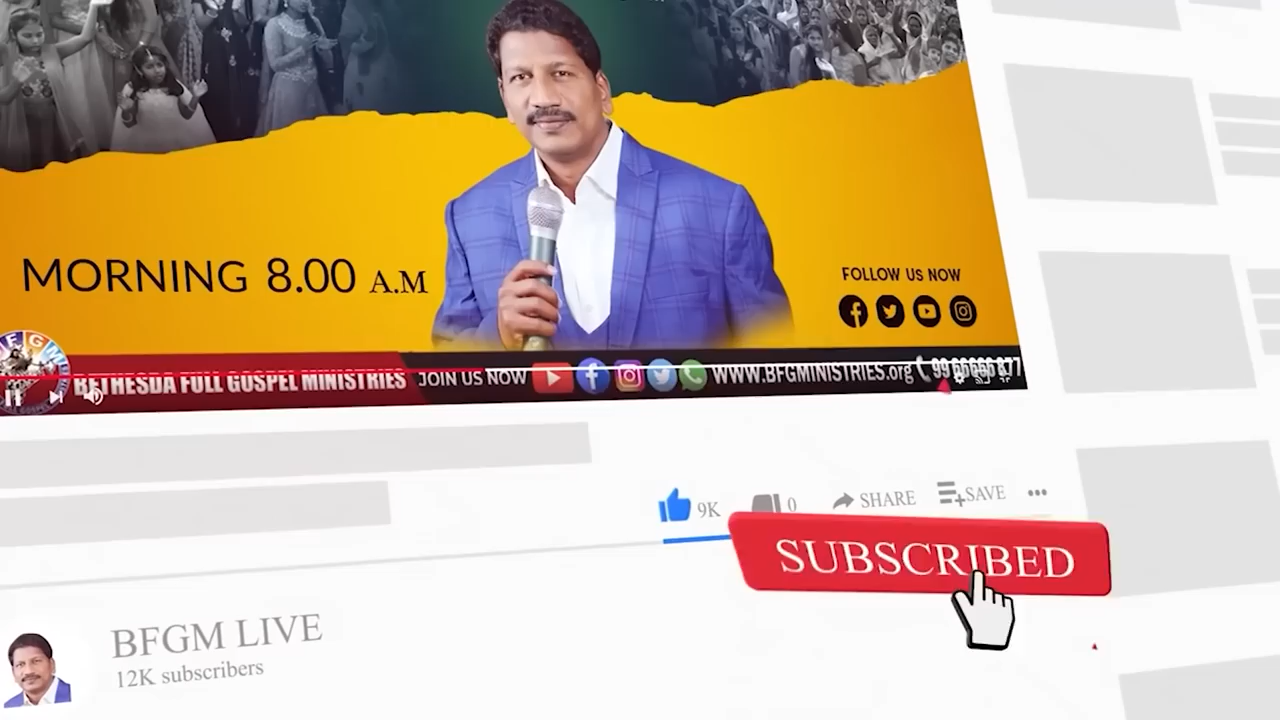 MORNING 8.00 A.M
FOLLOW US NOW
BETHESDA FULL GOSPEL MINISTRIES JOIN US NOW WWW.BFGMINISTRIES.org
9K 0 SHARE SAVE
SUBSCRIBED
BFGM LIVE
12K subscribers